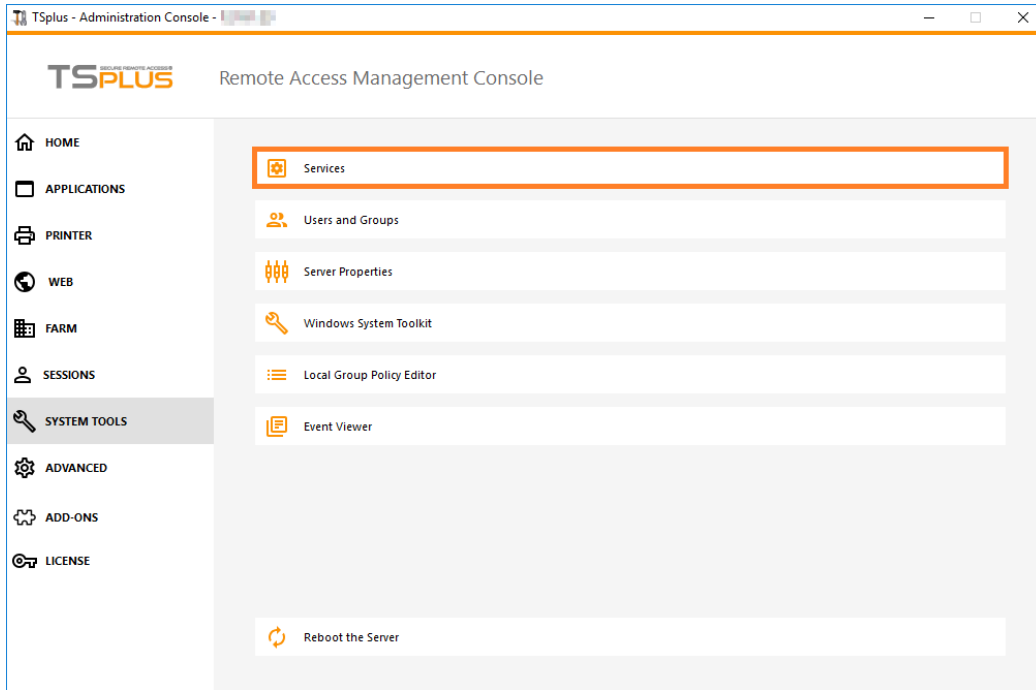 TSplus - Administration Console -
SECURE REMOTE ACCESS®
TSPLUS
Remote Access Management Console
HOME
APPLICATIONS
PRINTER
WEB
FARM
SESSIONS
SYSTEM TOOLS
ADVANCED
ADD-ONS
LICENSE
Services
Users and Groups
Server Properties
Windows System Toolkit
Local Group Policy Editor
Event Viewer
Reboot the Server